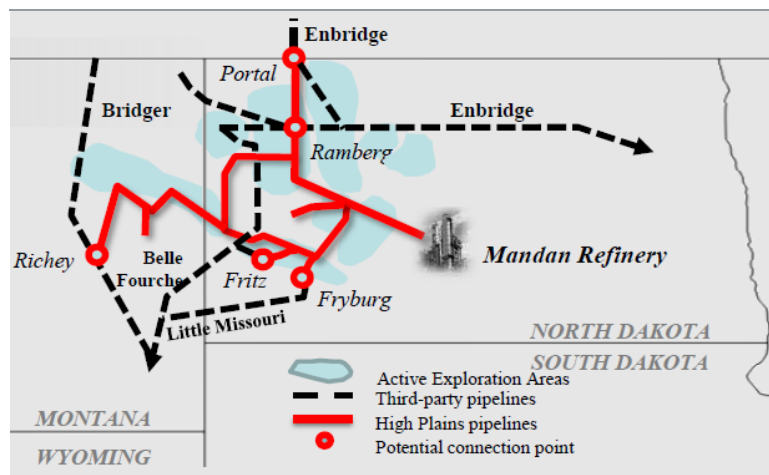 Enbridge
Portal
Bridger
Enbridge
Ramberg
Richey
Belle
Fourche
Fritz
Mandan Refinery
Fryburg
Little Missouri
NORTH DAKOTA
SOUTH DAKOTA
Active Exploration Areas
Third-party pipelines
High Plains pipelines
Potential connection point
MONTANA
WYOMING